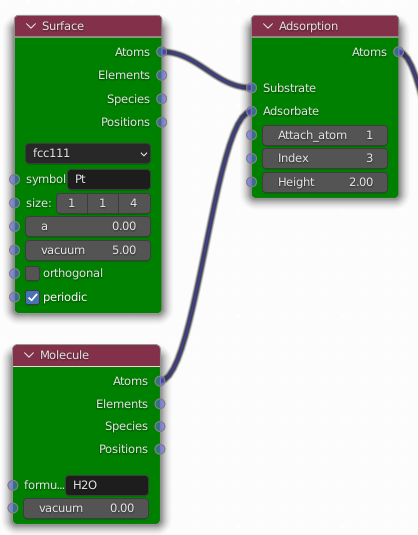 Surface
Atoms
Elements
Species
Positions
fcc111
symbol Pt
size: 1 1 4
a 0.00
vacuum 5.00
orthogonal
periodic
Molecule
Atoms
Elements
Species
Positions
formu... H2O
vacuum 0.00
Adsorption
Atoms
Substrate
Adsorbate
Attach_atom 1
Index 3
Height 2.00